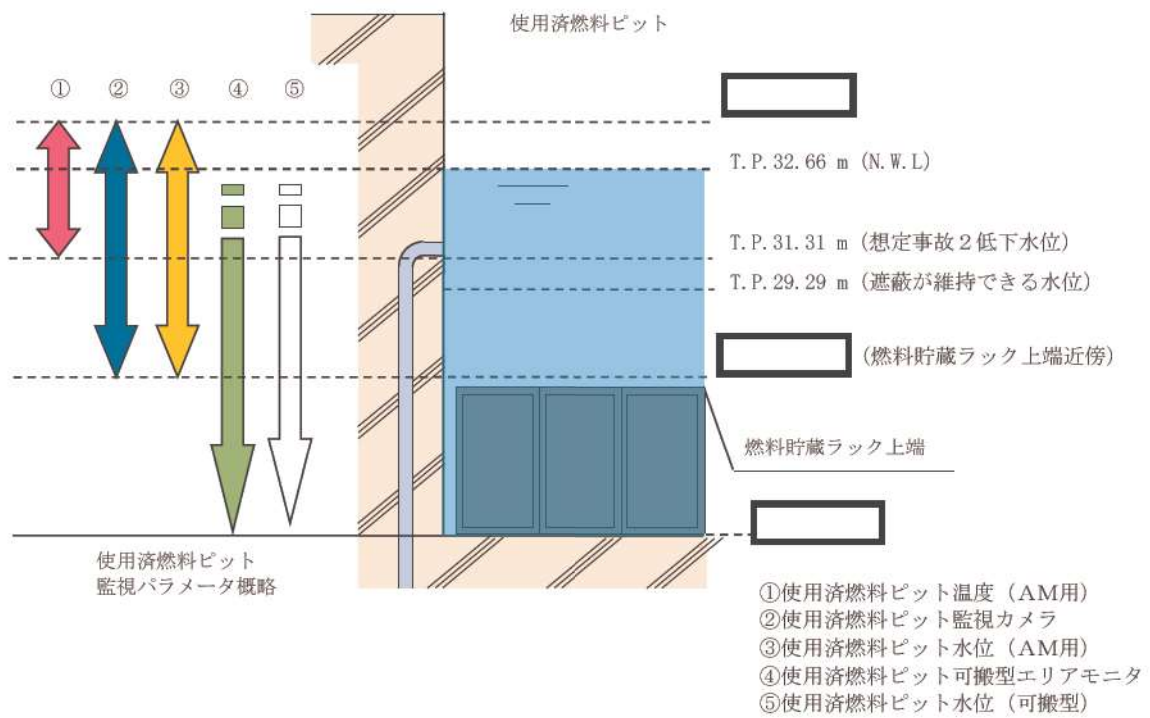 使用済燃料ピット
① ② ③ ④ ⑤
T.P.32.66 m (N.W.L)
T.P.31.31 m (想定事故2低下水位)
T.P.29.29 m (遮蔽が維持できる水位)
(燃料貯蔵ラック上端近傍)
燃料貯蔵ラック上端
使用済燃料ピット
監視パラメータ概略
①使用済燃料ピット温度（AM用）
②使用済燃料ピット監視カメラ
③使用済燃料ピット水位（AM用）
④使用済燃料ピット可搬型エリアモニタ
⑤使用済燃料ピット水位（可搬型）